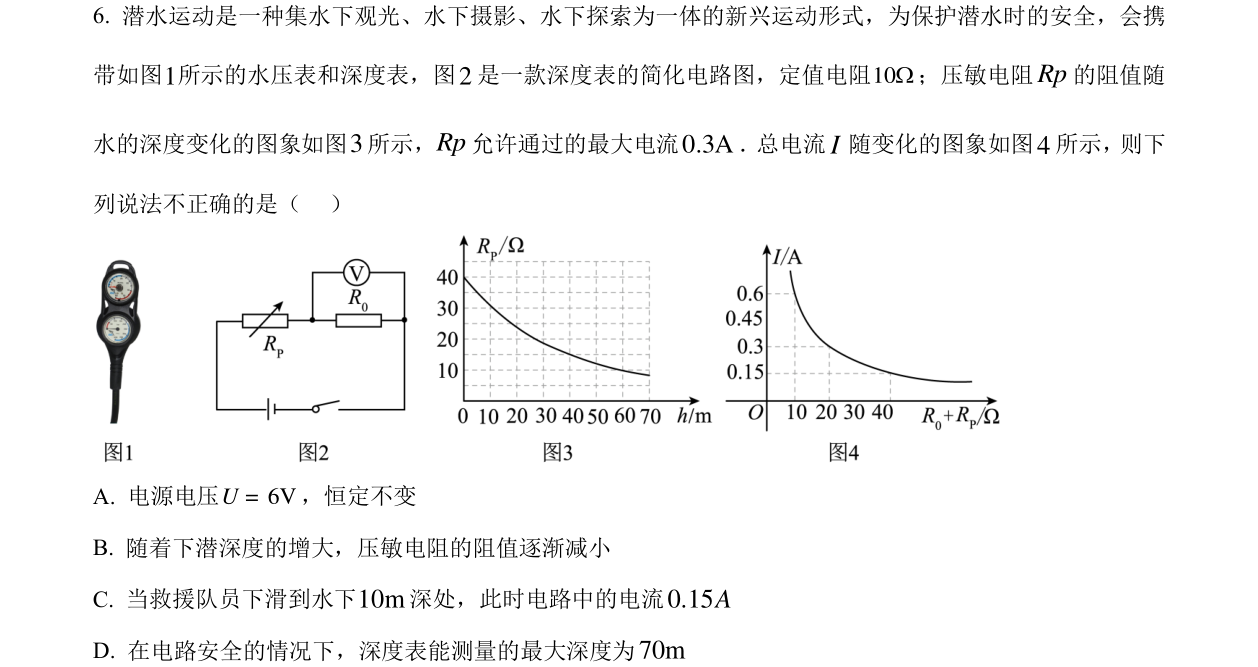 6. 潜水运动是一种集水下观光、水下摄影、水下探索为一体的新兴运动形式，为保护潜水时的安全，会携
带如图1所示的水压表和深度表，图2是一款深度表的简化电路图，定值电阻10Ω；压敏电阻Rp的阻值随
水的深度变化的图象如图3所示，Rp允许通过的最大电流0.3A．总电流I随变化的图象如图4所示，则下
列说法不正确的是（ ）
V
R₀
Rₚ
图1
图2
Rₚ/Ω
40
30
20
10
0 10 20 30 40 50 60 70 h/m
图3
I/A
0.6
0.45
0.3
0.15
O 10 20 30 40 R₀+Rₚ/Ω
图4
A. 电源电压U = 6V，恒定不变
B. 随着下潜深度的增大，压敏电阻的阻值逐渐减小
C. 当救援队员下滑到水下10m深处，此时电路中的电流0.15A
D. 在电路安全的情况下，深度表能测量的最大深度为70m